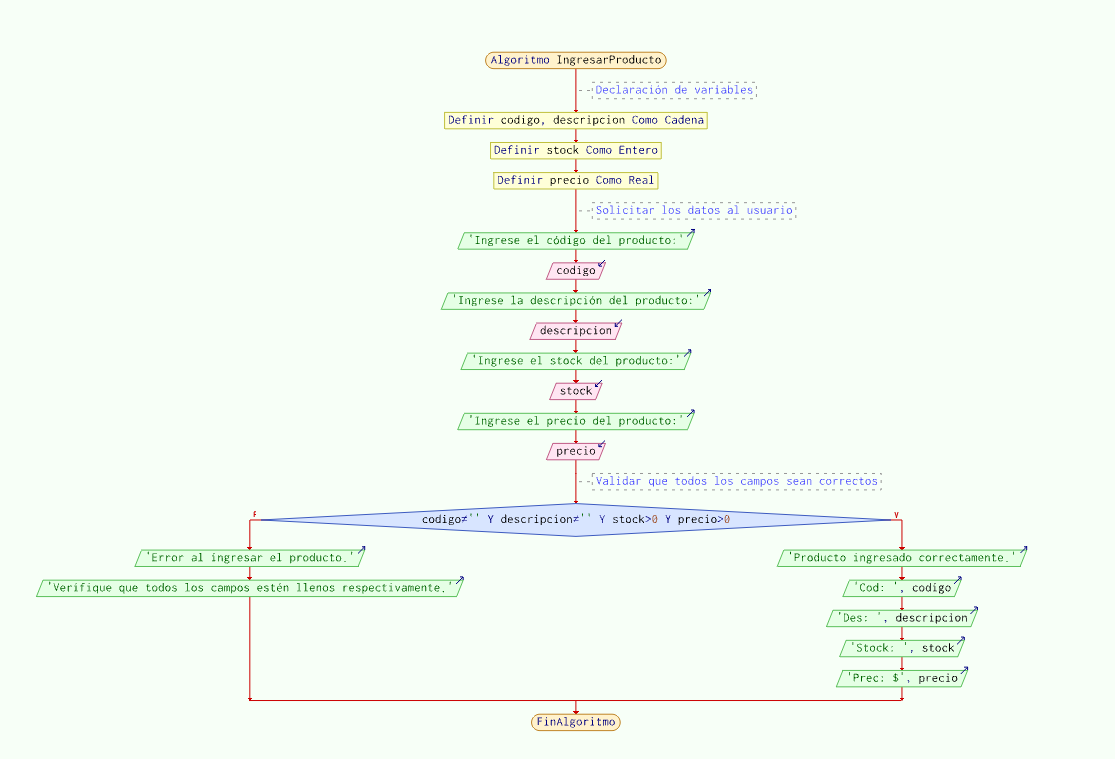 Algoritmo IngresarProducto
Declaración de variables
Definir codigo, descripcion Como Cadena
Definir stock Como Entero
Definir precio Como Real
Solicitar los datos al usuario
'Ingrese el código del producto:'
codigo
'Ingrese la descripción del producto:'
descripcion
'Ingrese el stock del producto:'
stock
'Ingrese el precio del producto:'
precio
Validar que todos los campos sean correctos
F
codigo≠'' Y descripcion≠'' Y stock>0 Y precio>0
V
'Error al ingresar el producto.'
'Verifique que todos los campos estén llenos respectivamente.'
'Producto ingresado correctamente.'
'Cod: ', codigo
'Des: ', descripcion
'Stock: ', stock
'Prec: $', precio
FinAlgoritmo